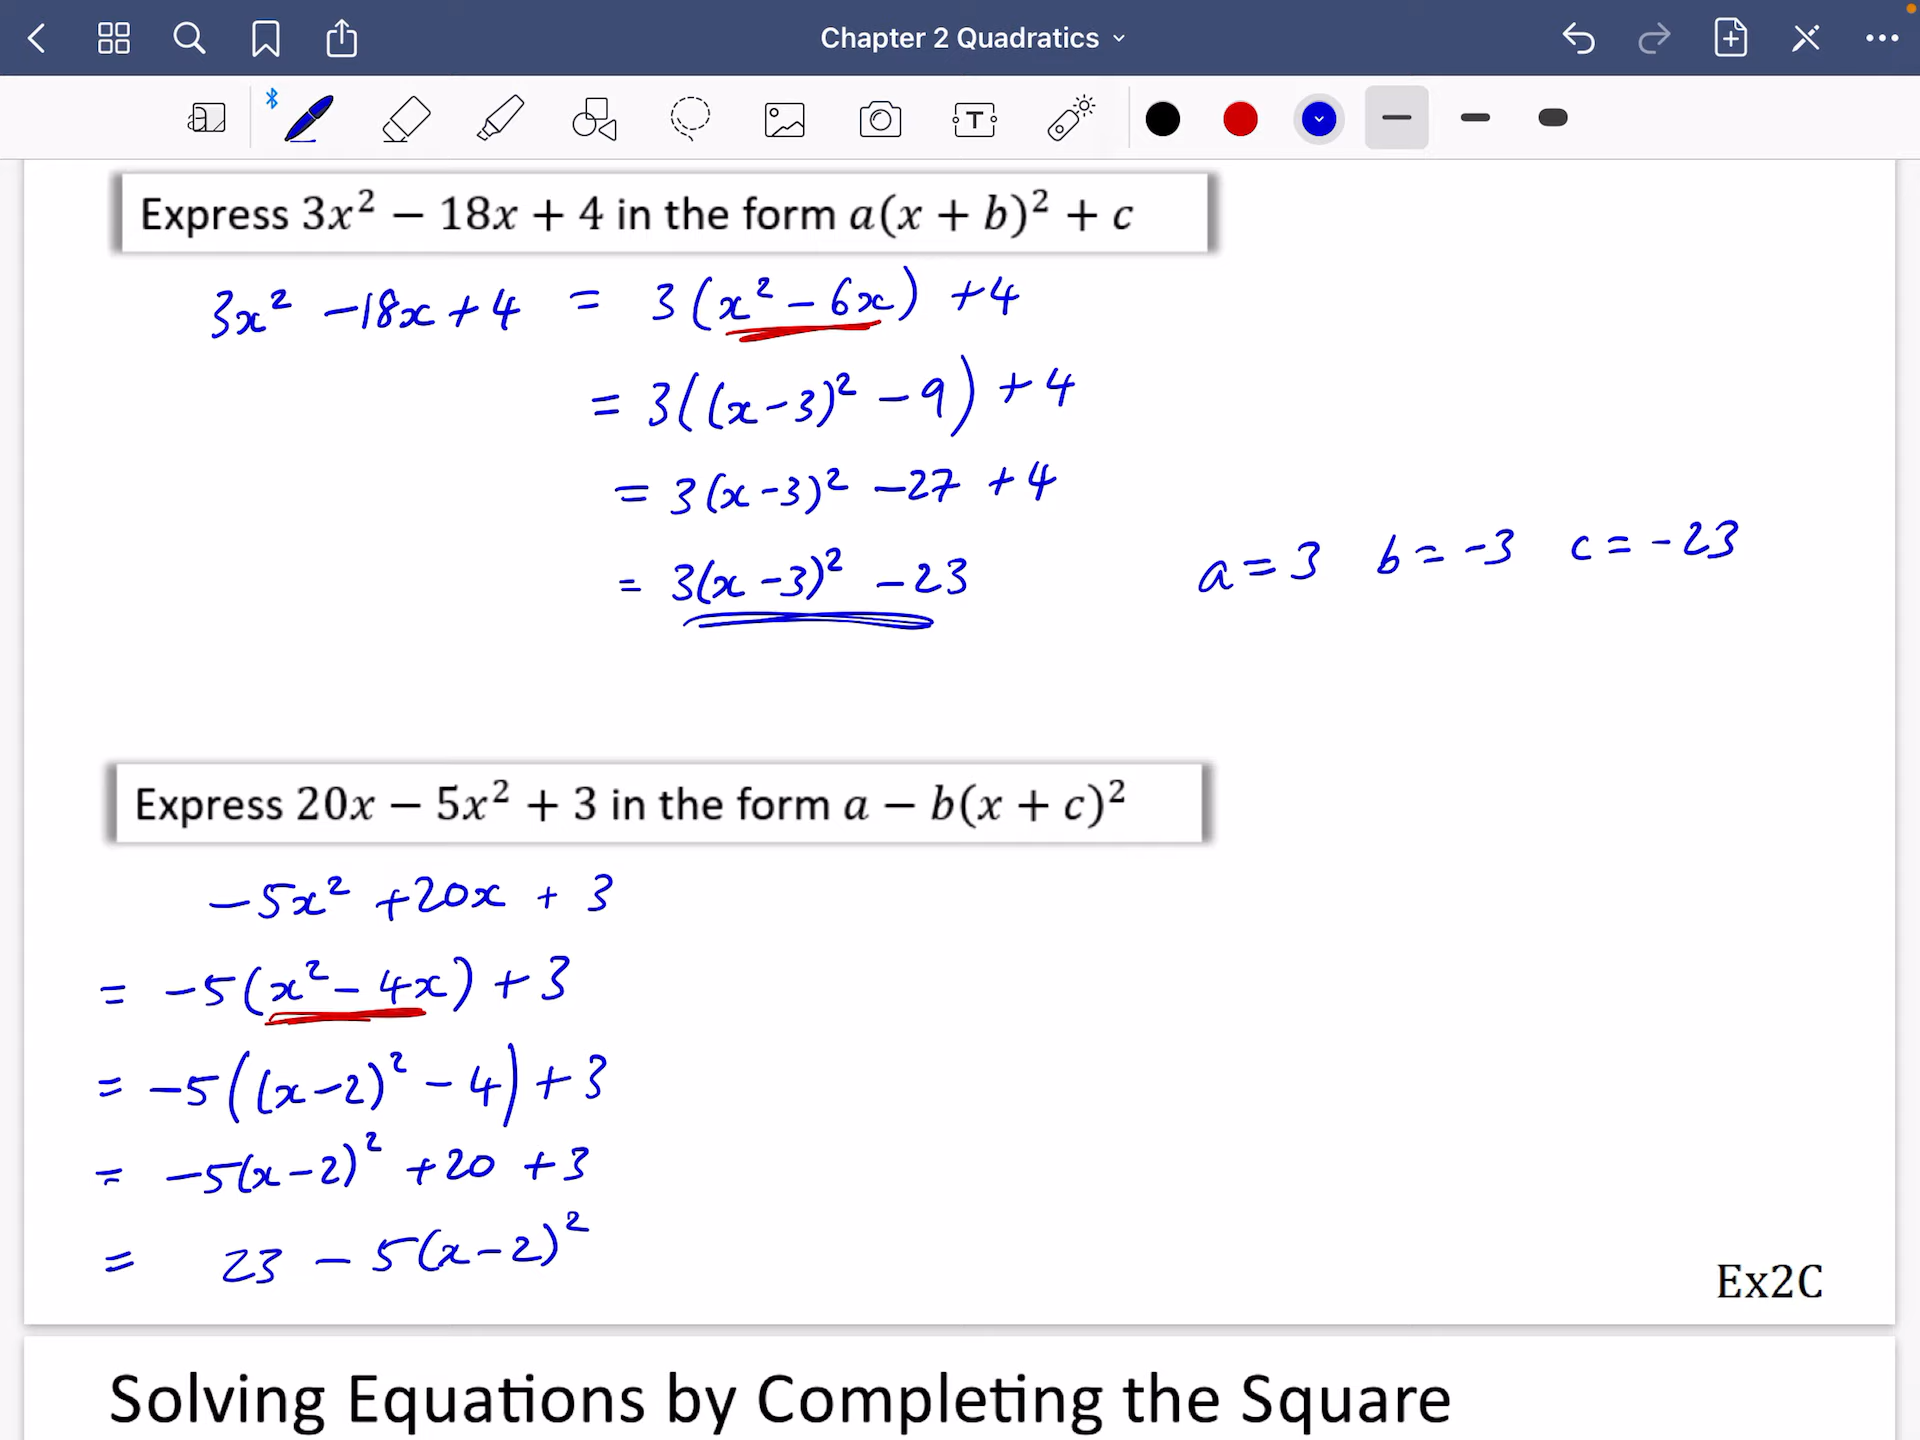 Chapter 2 Quadratics
Express 3x² − 18x + 4 in the form a(x + b)² + c
3x² −18x + 4 = 3(x² − 6x) + 4
= 3((x−3)² − 9) + 4
= 3(x−3)² −27 + 4
= 3(x−3)² −23
a = 3 b = -3 c = -23
Express 20x − 5x² + 3 in the form a − b(x + c)²
−5x² +20x + 3
= −5(x² − 4x) + 3
= −5((x−2)² − 4) + 3
= −5(x−2)² +20 +3
= 23 − 5(x−2)²
Ex2C
Solving Equations by Completing the Square